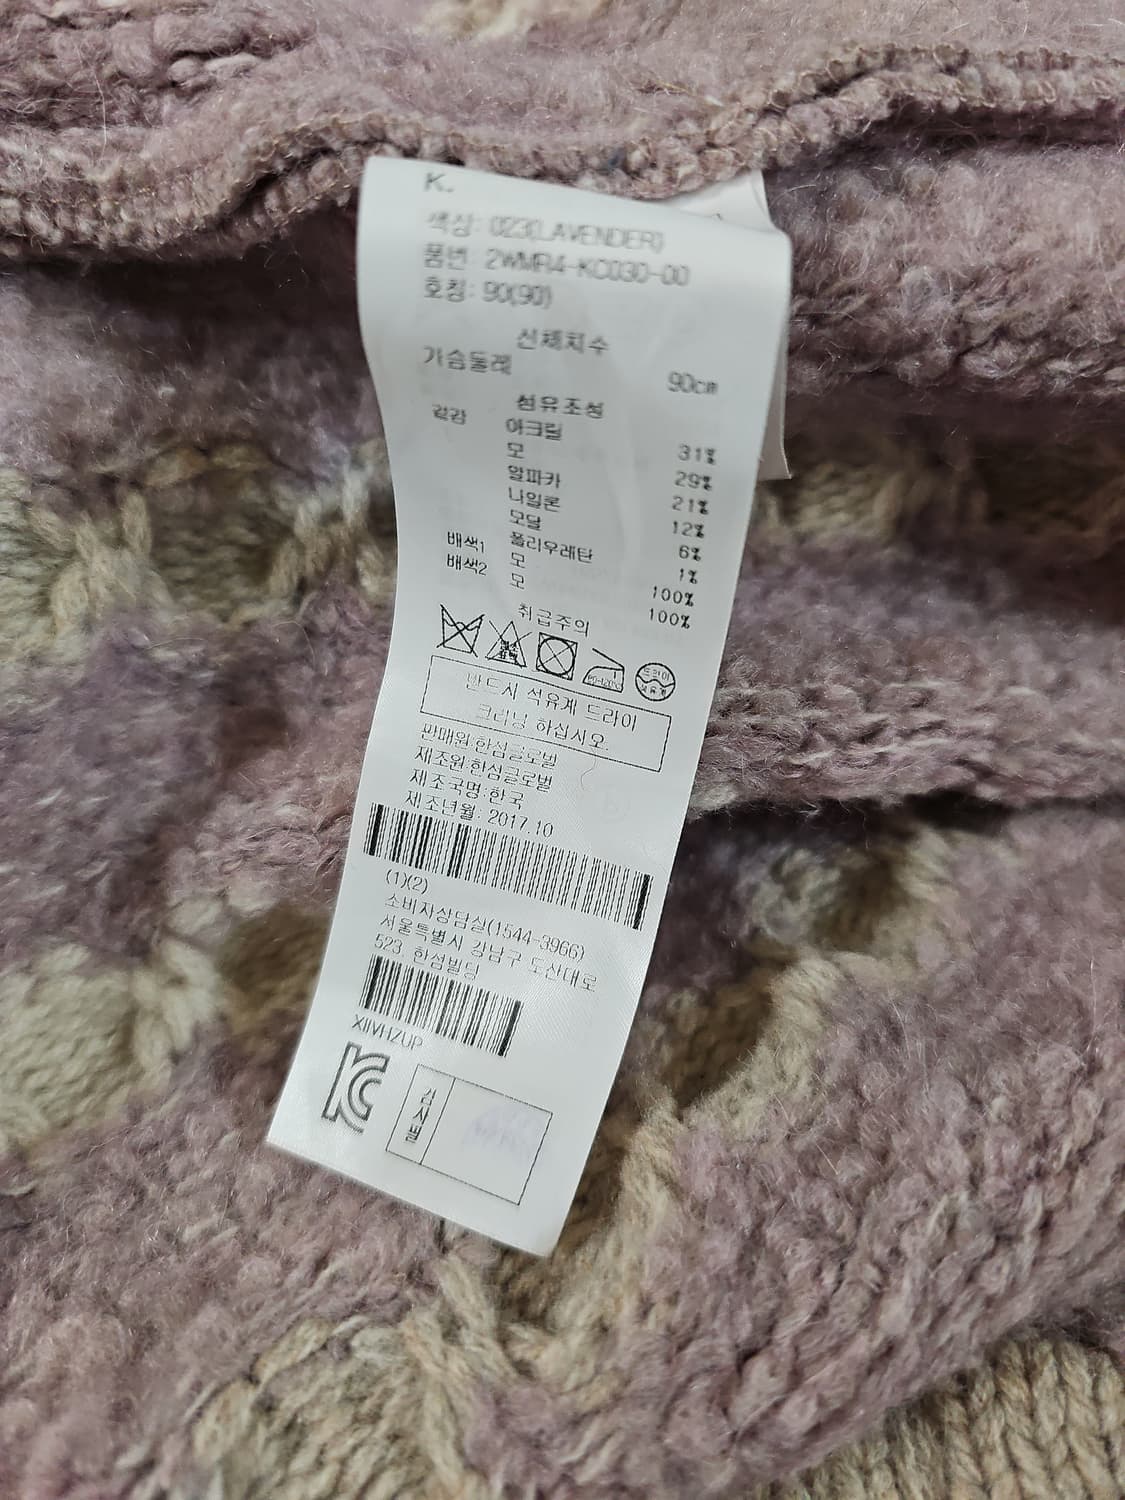 K.
색상: 023(LAVENDER)
품번 2WMR4-KC030-00
호칭: 90(90)
신체치수
가슴둘레 90cm
섬유조성
겉감 아크릴 31%
모 29%
알파카 21%
나일론 12%
모달 6%
폴리우레탄 1%
배색1 모 100%
배색2 모 100%
취급주의
반드시 석유계 드라이
크리닝 하십시오.
판매원:한섬글로벌
제조원:한섬글로벌
제조국명:한국
제조년월: 2017.10
(1)(2)
소비자상담실(1544-3966)
서울특별시 강남구 도산대로
523 한섬빌딩
KC